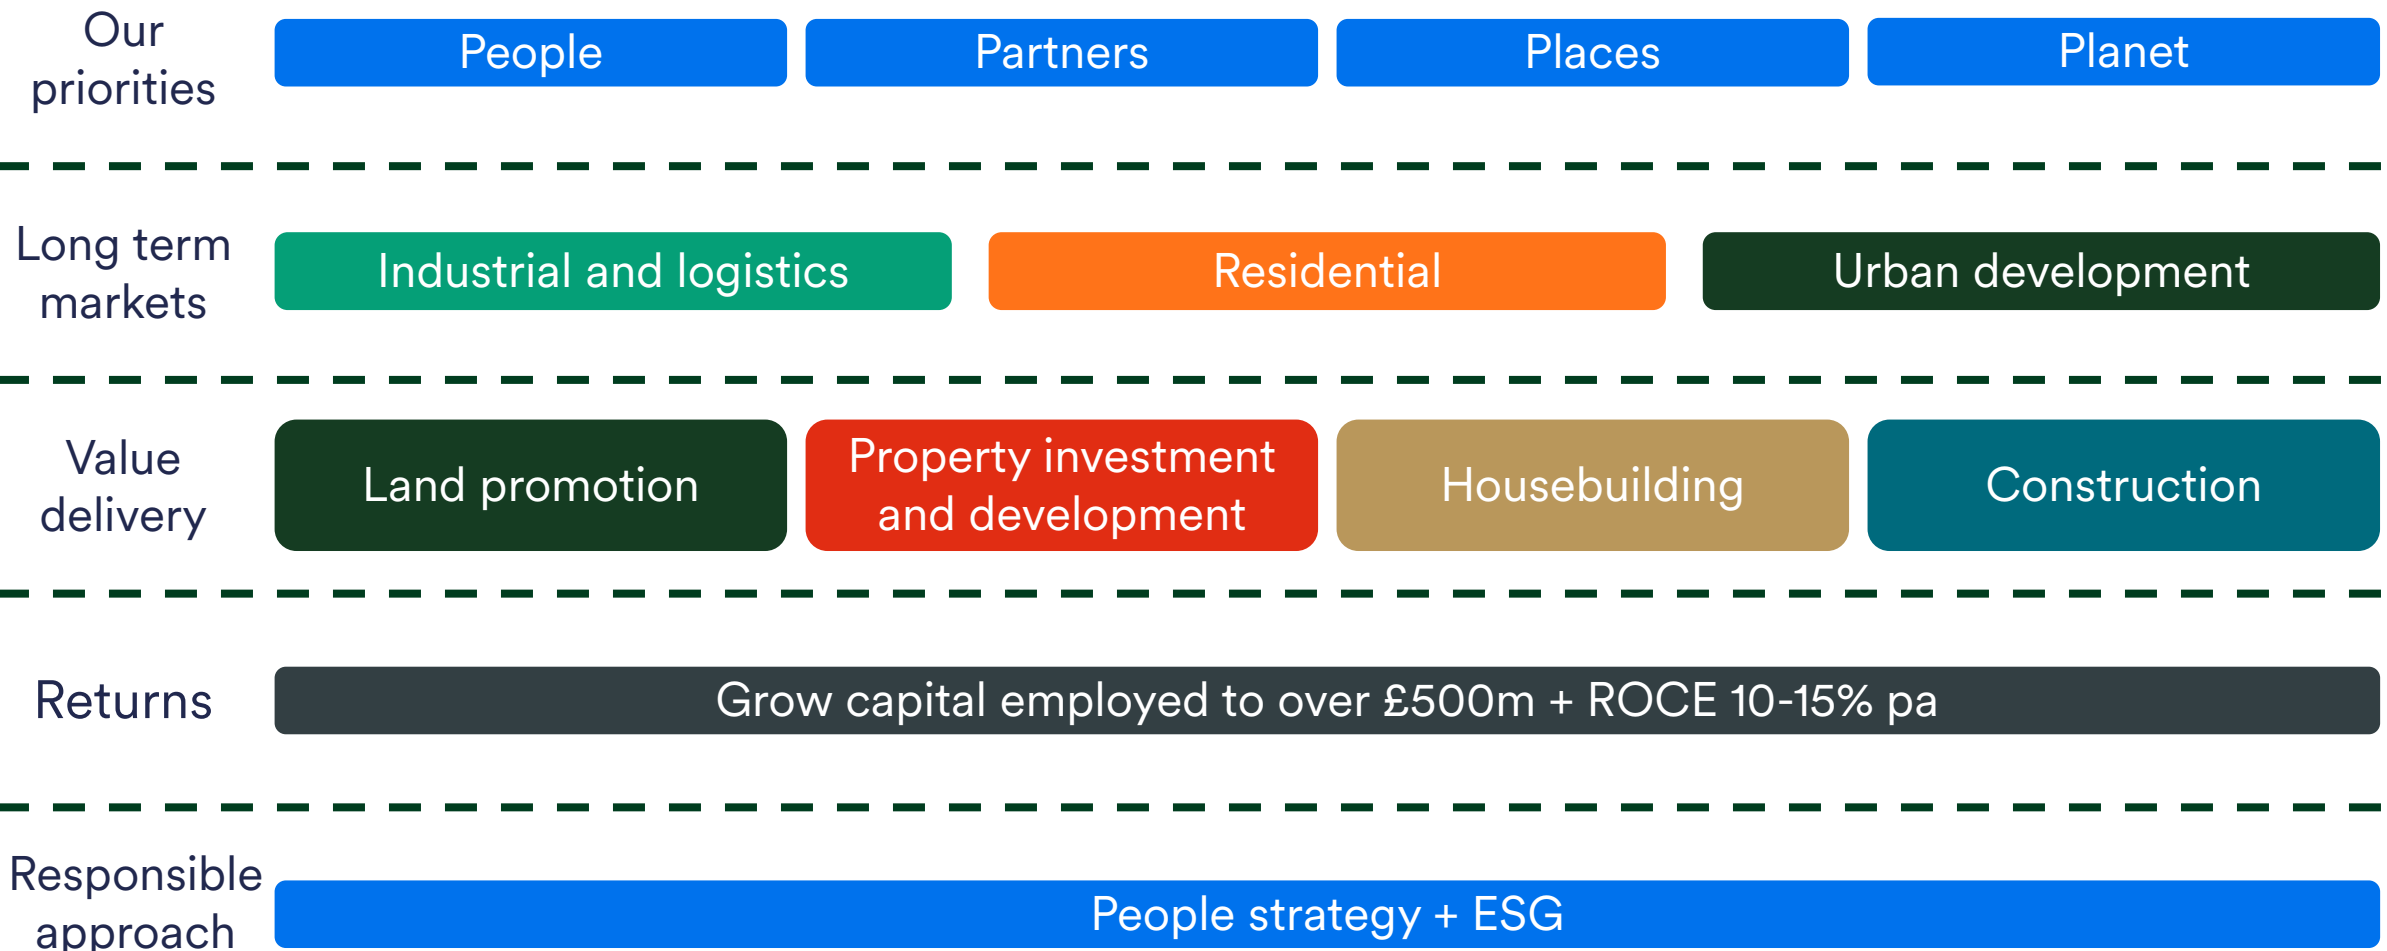 Our
priorities
People
Partners
Places
Planet
Long term
markets
Industrial and logistics
Residential
Urban development
Value
delivery
Land promotion
Property investment
and development
Housebuilding
Construction
Returns
Grow capital employed to over £500m + ROCE 10-15% pa
Responsible
approach
People strategy + ESG